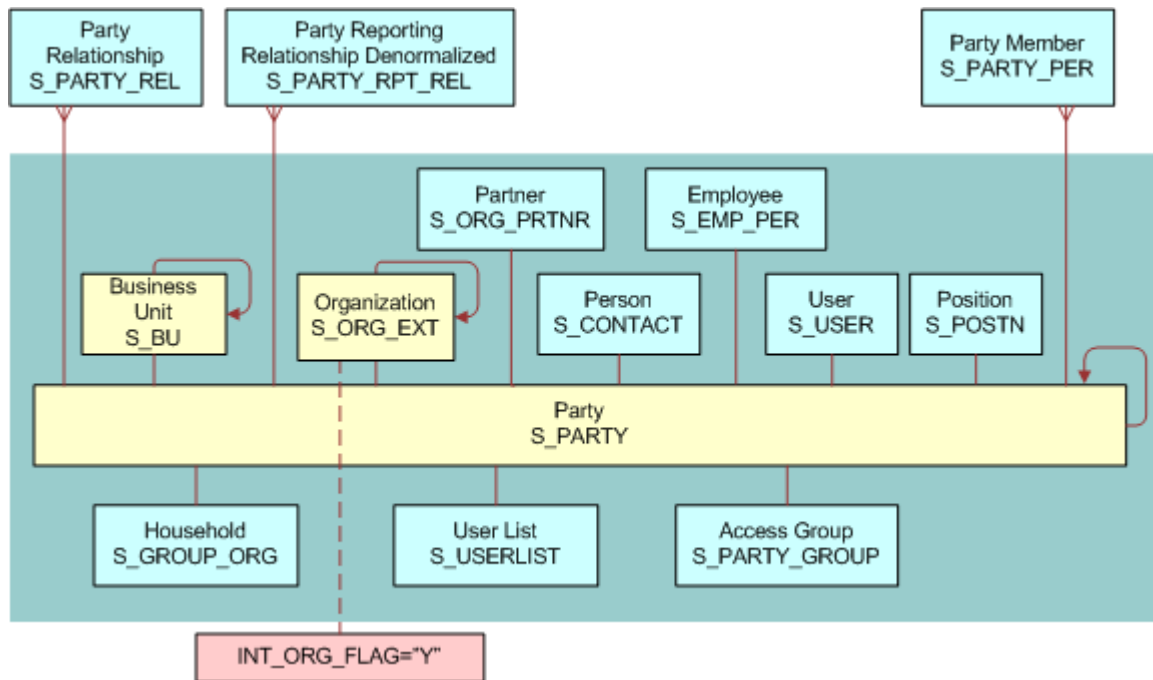 Party
Relationship
S_PARTY_REL
Party Reporting
Relationship Denormalized
S_PARTY_RPT_REL
Party Member
S_PARTY_PER
Partner
S_ORG_PRTNR
Employee
S_EMP_PER
Business
Unit
S_BU
Organization
S_ORG_EXT
Person
S_CONTACT
User
S_USER
Position
S_POSTN
Party
S_PARTY
Household
S_GROUP_ORG
User List
S_USERLIST
Access Group
S_PARTY_GROUP
INT_ORG_FLAG="Y"